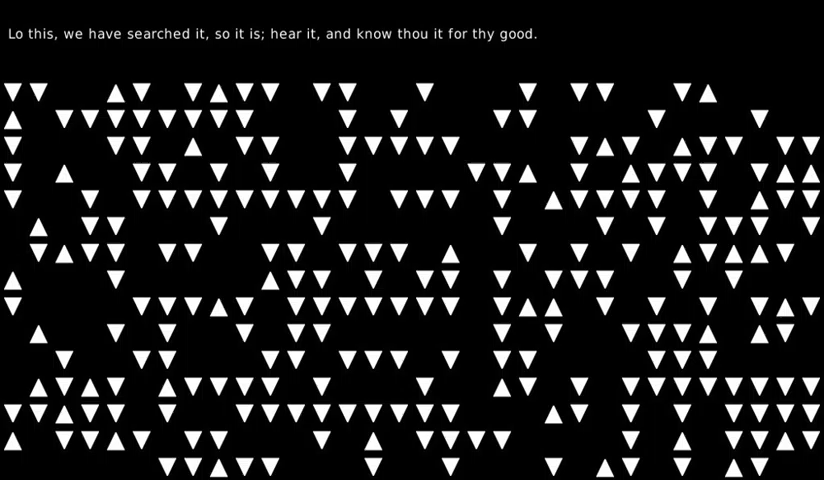 Lo this, we have searched it, so it is; hear it, and know thou it for thy good.